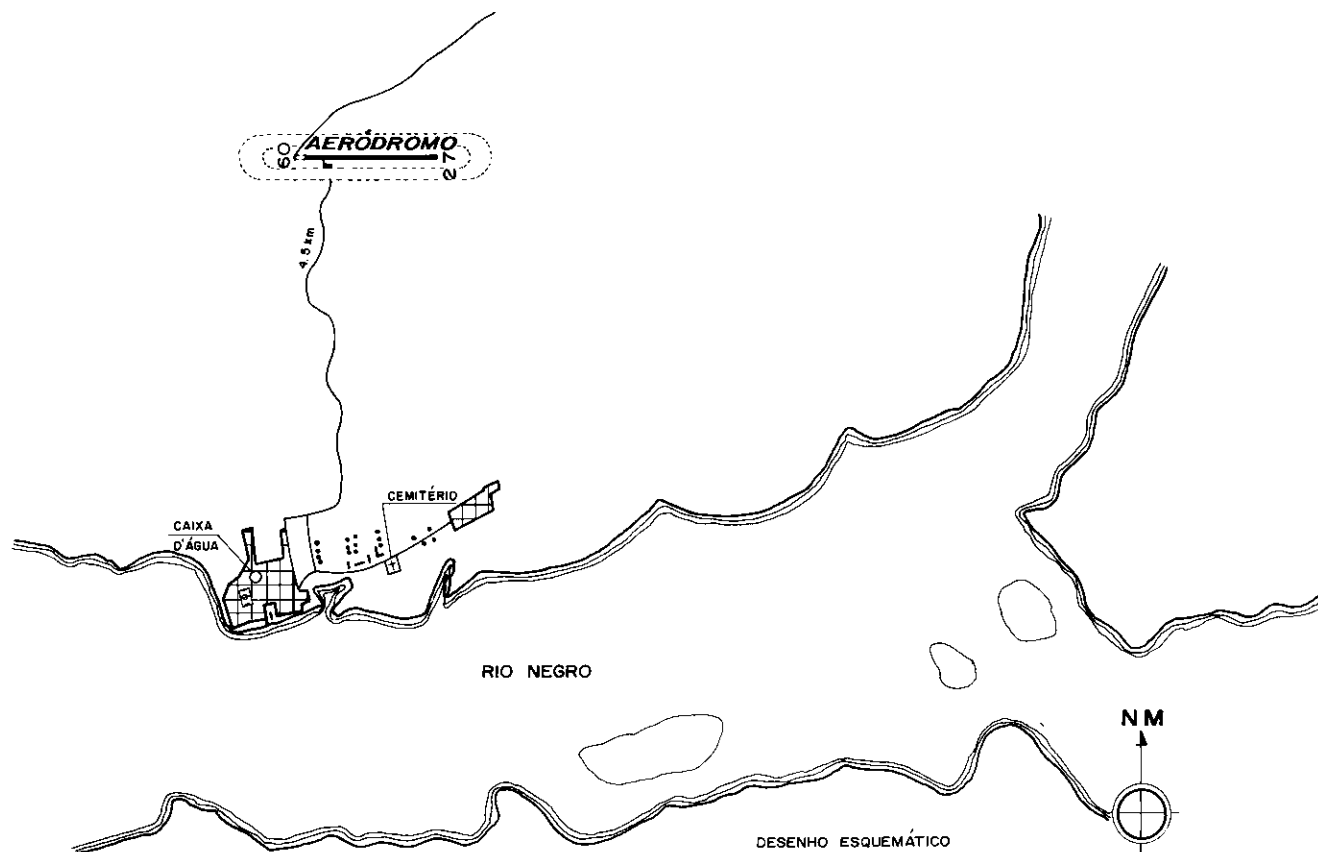 AERÓDROMO
09
27
4.5 km
CEMITÉRIO
CAIXA
D'ÁGUA
RIO NEGRO
NM
DESENHO ESQUEMÁTICO